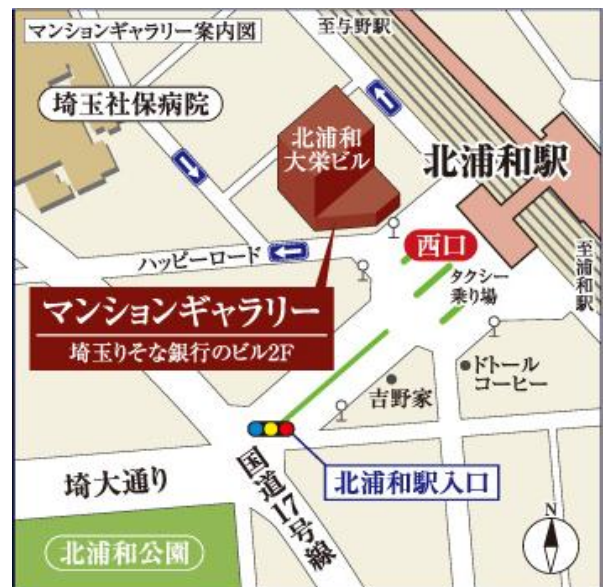 マンションギャラリー案内図
至与野駅
埼玉社保病院
北浦和
大栄ビル
北浦和駅
西口
ハッピーロード
タクシー
乗り場
至浦和駅
マンションギャラリー
埼玉りそな銀行のビル2F
ドトール
コーヒー
吉野家
埼大通り
国道17号線
北浦和駅入口
北浦和公園
N